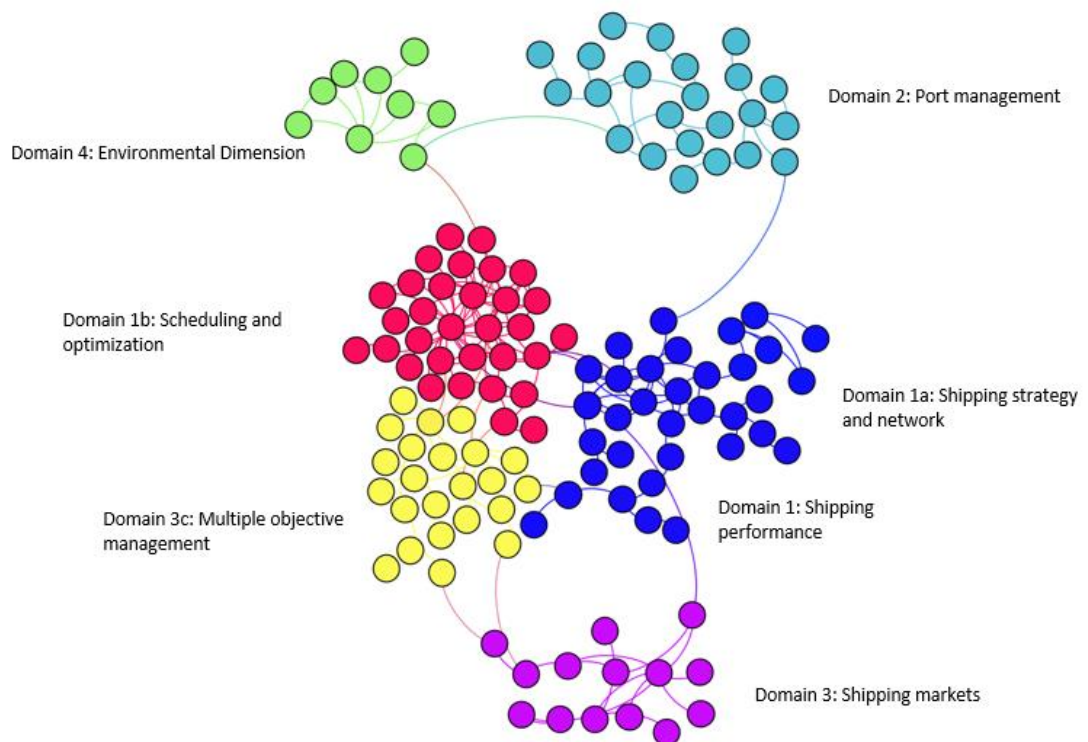 Domain 2: Port management
Domain 4: Environmental Dimension
Domain 1b: Scheduling and
optimization
Domain 1a: Shipping strategy
and network
Domain 3c: Multiple objective
management
Domain 1: Shipping
performance
Domain 3: Shipping markets